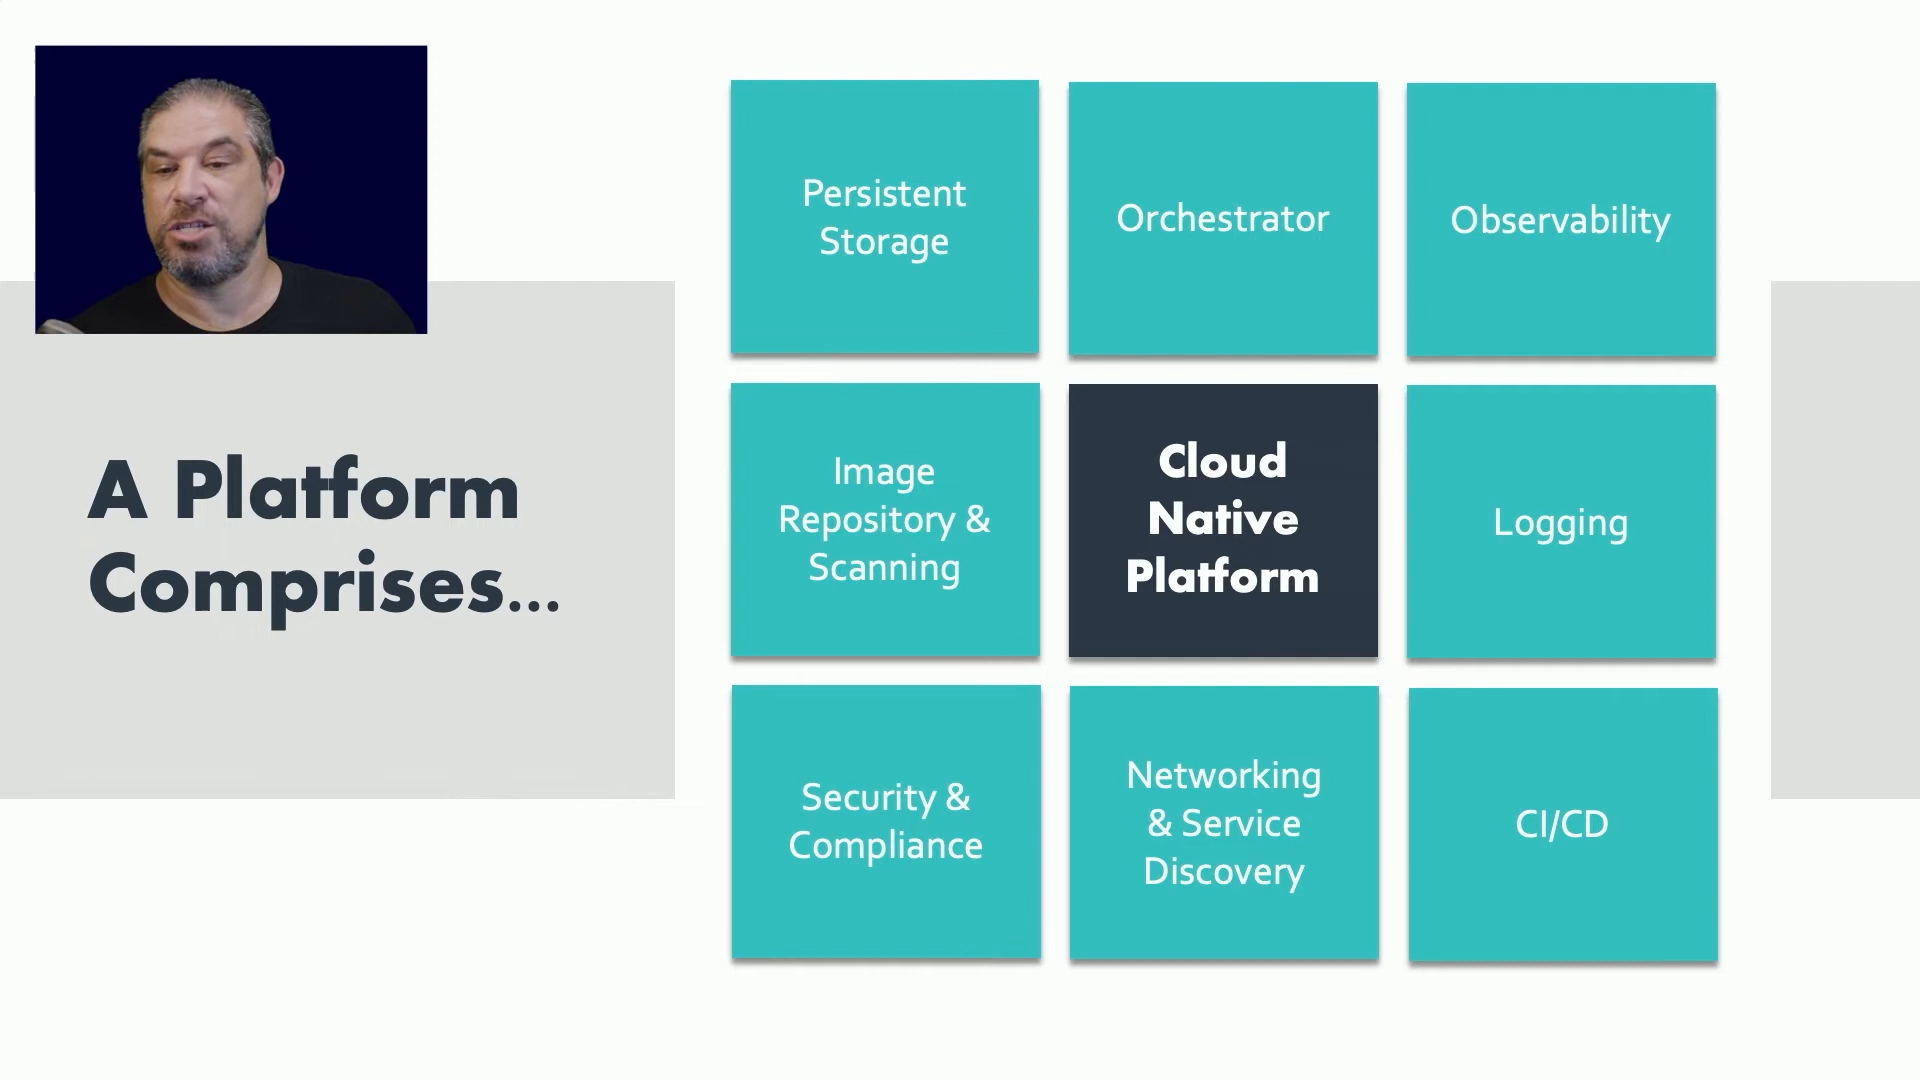 A Platform
Comprises...
Persistent
Storage
Orchestrator
Observability
Image
Repository &
Scanning
Cloud
Native
Platform
Logging
Security &
Compliance
Networking
& Service
Discovery
CI/CD